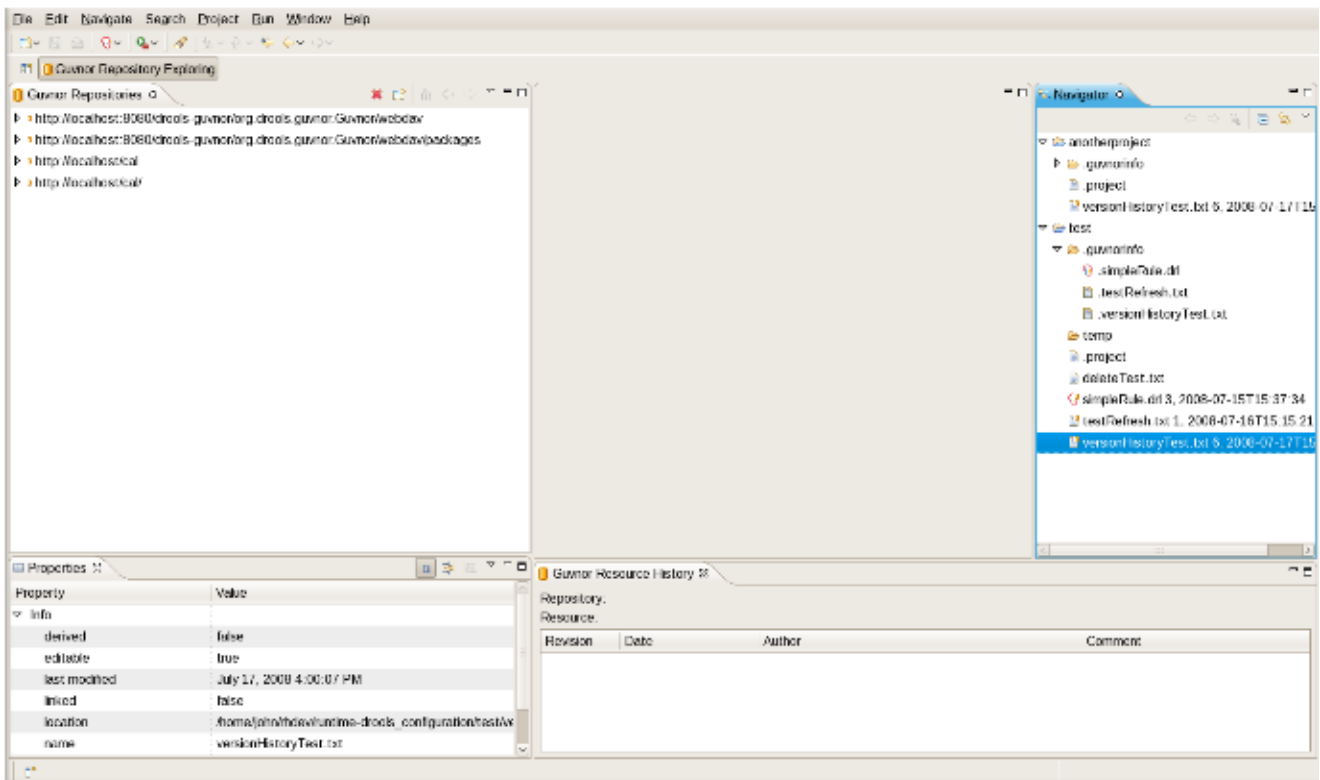 File Edit Navigate Search Project Run Window Help
Guvnor Repository Exploring
Guvnor Repositories
http://localhost:8080/drools-guvnor/org.drools.guvnor.Guvnor/webdav
http://localhost:8080/drools-guvnor/org.drools.guvnor.Guvnor/webdav/packages
http://localhost/cal
http://localhost/cal/
Navigator
anotherproject
.guvnorinfo
.project
versionHistoryTest.txt 6, 2008-07-17T15
test
.guvnorinfo
.simpleRule.drl
.testRefresh.txt
.versionHistoryTest.txt
temp
.project
deleteTest.txt
simpleRule.drl 3, 2008-07-15T15:37:34
testRefresh.txt 1, 2008-07-16T15:15:21
versionHistoryTest.txt 6, 2008-07-17T15
Properties
Property Value
Info
derived false
editable true
last modified July 17, 2008 4:00:07 PM
linked false
location /home/john/rhdev/runtime-drools_configuration/test/ve
name versionHistoryTest.txt
Guvnor Resource History
Repository:
Resource:
Revision Date Author Comment